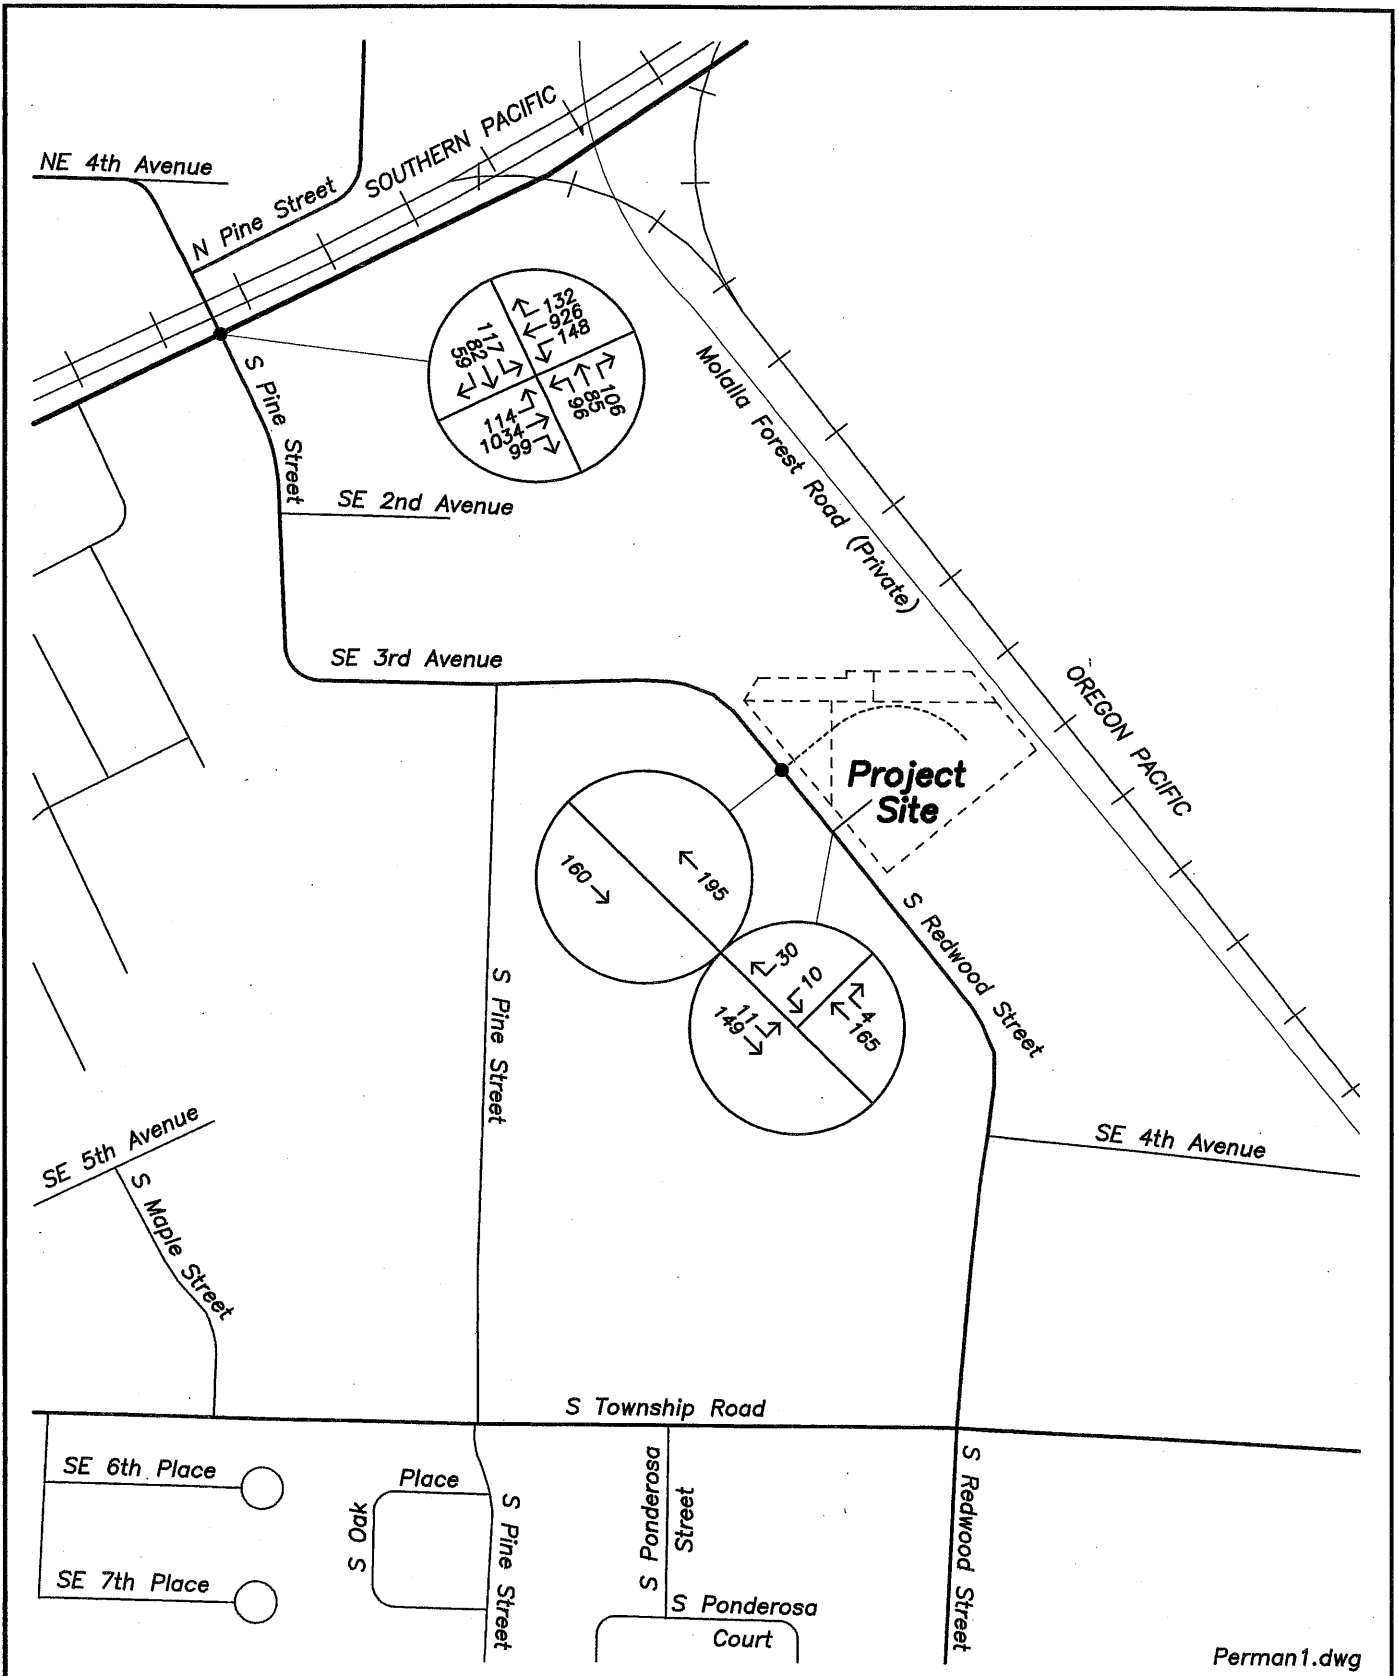 SOUTHERN PACIFIC
NE 4th Avenue
N Pine Street
132
926
148
117
82
59
106
85
96
114
1034
99
S Pine Street
SE 2nd Avenue
Molalla Forest Road (Private)
SE 3rd Avenue
OREGON PACIFIC
Project
Site
160
195
S Redwood Street
30
10
11
149
4
165
S Pine Street
SE 4th Avenue
SE 5th Avenue
S Maple Street
S Township Road
SE 6th Place
Place
S Oak
S Pine Street
S Ponderosa
Street
S Redwood Street
SE 7th Place
S Ponderosa
Court
Perman1.dwg